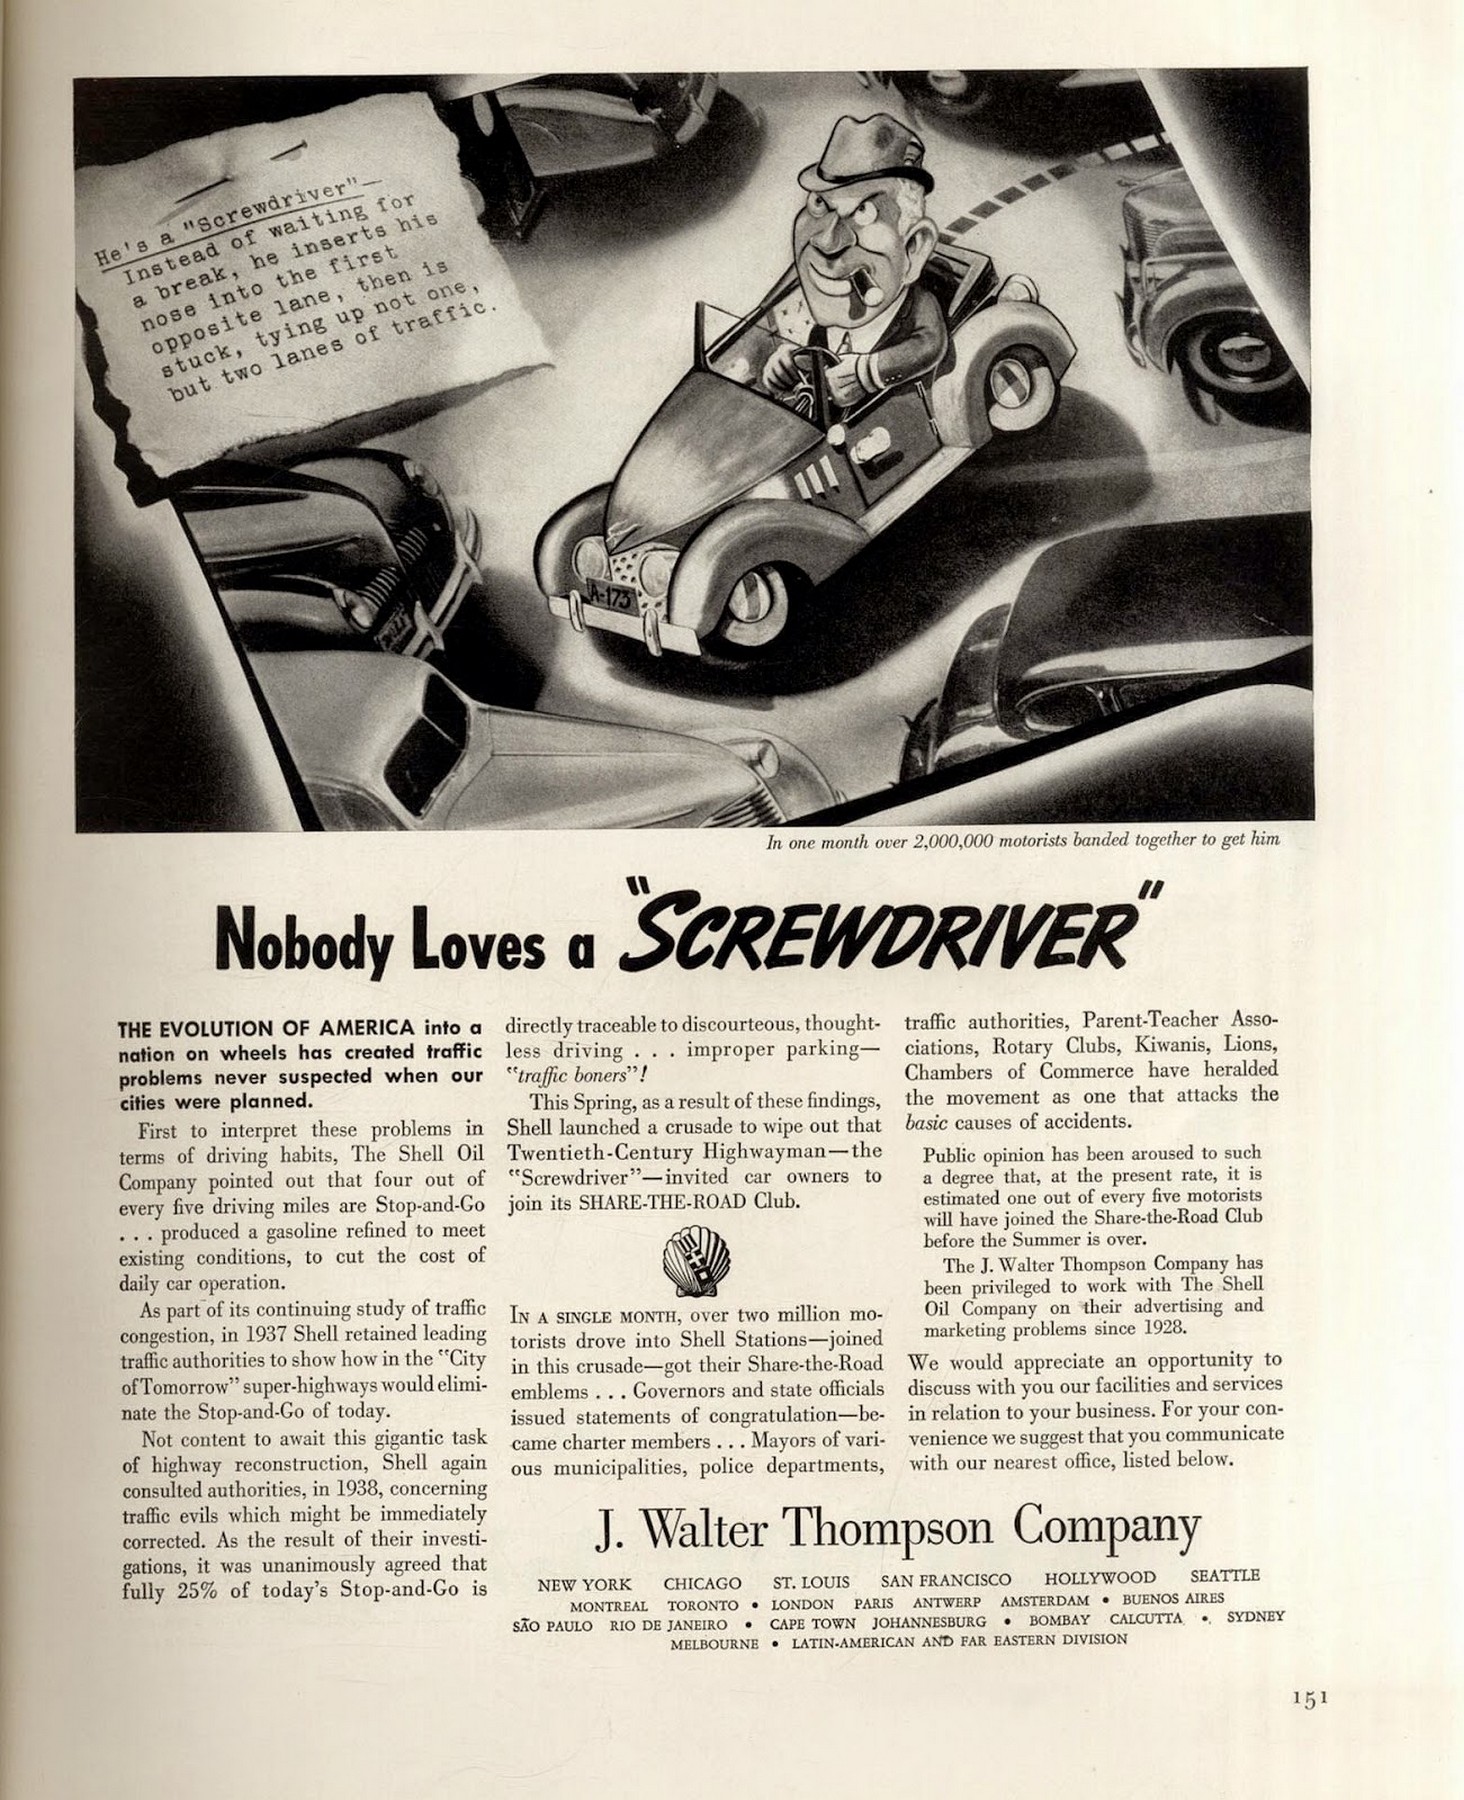 He's a "Screwdriver"—
Instead of waiting for
a break, he inserts his
nose into the first
opposite lane, then is
stuck, tying up not one,
but two lanes of traffic.
A-173
In one month over 2,000,000 motorists banded together to get him
Nobody Loves a "SCREWDRIVER"
THE EVOLUTION OF AMERICA into a
nation on wheels has created traffic
problems never suspected when our
cities were planned.
First to interpret these problems in
terms of driving habits, The Shell Oil
Company pointed out that four out of
every five driving miles are Stop-and-Go
. . . produced a gasoline refined to meet
existing conditions, to cut the cost of
daily car operation.
As part of its continuing study of traffic
congestion, in 1937 Shell retained leading
traffic authorities to show how in the "City
of Tomorrow" super-highways would elimi-
nate the Stop-and-Go of today.
Not content to await this gigantic task
of highway reconstruction, Shell again
consulted authorities, in 1938, concerning
traffic evils which might be immediately
corrected. As the result of their investi-
gations, it was unanimously agreed that
fully 25% of today's Stop-and-Go is
directly traceable to discourteous, thought-
less driving . . . improper parking—
"traffic boners"!
This Spring, as a result of these findings,
Shell launched a crusade to wipe out that
Twentieth-Century Highwayman—the
"Screwdriver"—invited car owners to
join its SHARE-THE-ROAD Club.
IN A SINGLE MONTH, over two million mo-
torists drove into Shell Stations—joined
in this crusade—got their Share-the-Road
emblems . . . Governors and state officials
issued statements of congratulation—be-
came charter members . . . Mayors of vari-
ous municipalities, police departments,
traffic authorities, Parent-Teacher Asso-
ciations, Rotary Clubs, Kiwanis, Lions,
Chambers of Commerce have heralded
the movement as one that attacks the
basic causes of accidents.
Public opinion has been aroused to such
a degree that, at the present rate, it is
estimated one out of every five motorists
will have joined the Share-the-Road Club
before the Summer is over.
The J. Walter Thompson Company has
been privileged to work with The Shell
Oil Company on their advertising and
marketing problems since 1928.
We would appreciate an opportunity to
discuss with you our facilities and services
in relation to your business. For your con-
venience we suggest that you communicate
with our nearest office, listed below.
J. Walter Thompson Company
NEW YORK CHICAGO ST. LOUIS SAN FRANCISCO HOLLYWOOD SEATTLE
MONTREAL TORONTO • LONDON PARIS ANTWERP AMSTERDAM • BUENOS AIRES
SÃO PAULO RIO DE JANEIRO • CAPE TOWN JOHANNESBURG • BOMBAY CALCUTTA • SYDNEY
MELBOURNE • LATIN-AMERICAN AND FAR EASTERN DIVISION
151